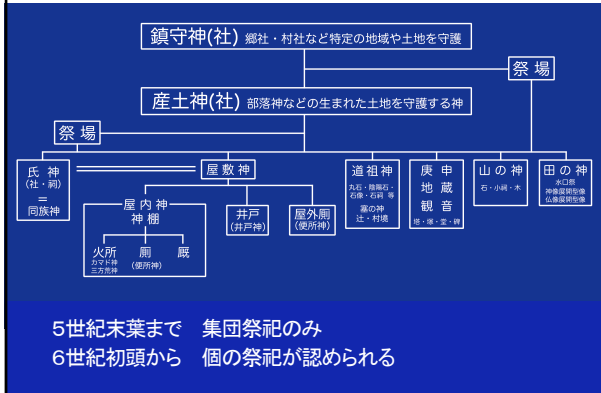 鎮守神(社) 郷社・村社など特定の地域や土地を守護
祭場
産土神(社) 部落神などの生まれた土地を守護する神
祭場
氏神
(社・祠)
＝
同族神
屋敷神
道祖神
丸石・陰陽石・
石像・石祠 等
塞の神
辻・村境
庚申
地蔵
観音
塔・塚・堂・碑
山の神
石・小祠・木
田の神
水口祭
神像展開型像
仏像展開型像
屋内神
神棚
火所
カマド神
三方荒神
厠
(便所神)
厩
井戸
(井戸神)
屋外厠
(便所神)
5世紀末葉まで 集団祭祀のみ
6世紀初頭から 個の祭祀が認められる